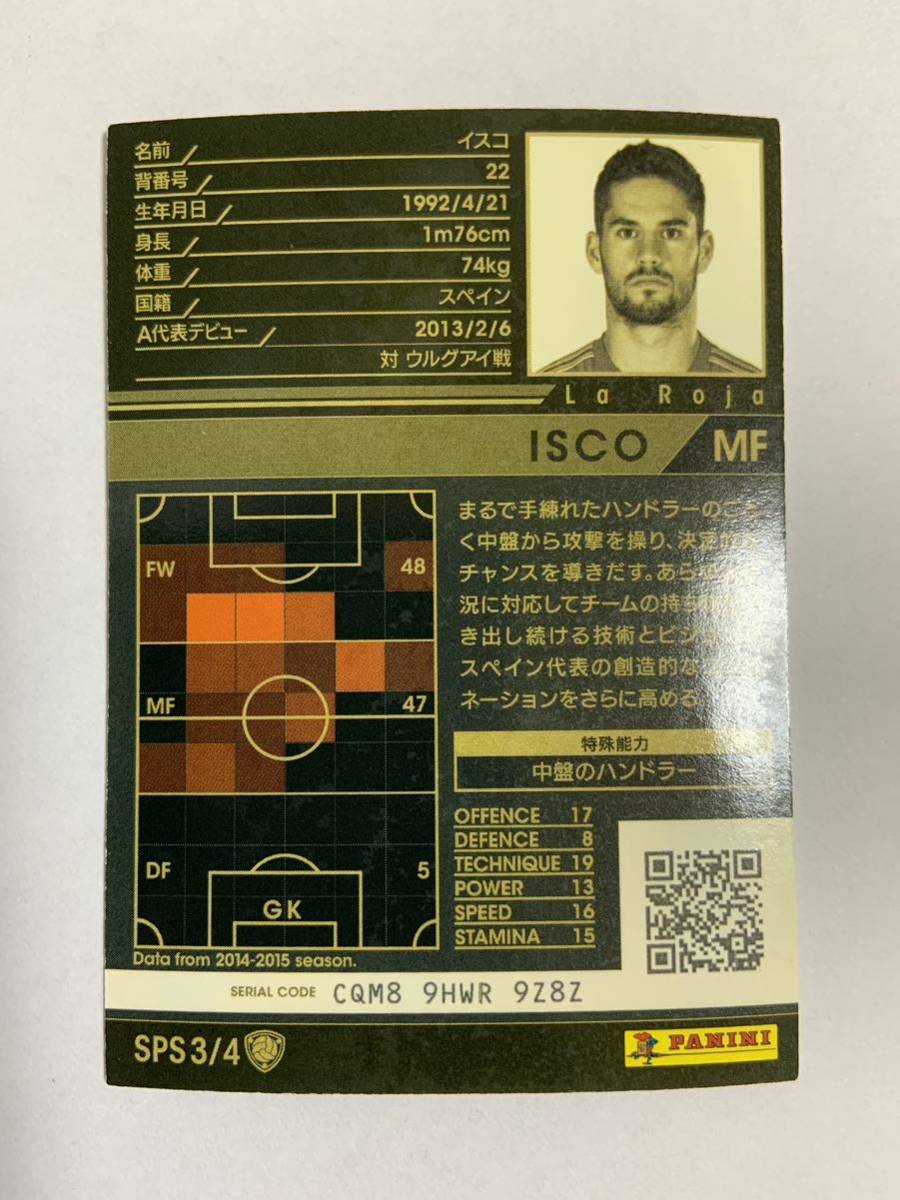 名前 イスコ
背番号 22
生年月日 1992/4/21
身長 1m76cm
体重 74kg
国籍 スペイン
A代表デビュー 2013/2/6
対 ウルグアイ戦
La Roja
ISCO MF
FW 48
MF 47
DF 5
GK
Data from 2014-2015 season.
まるで手練れたハンドラーのごと
く中盤から攻撃を操り、決定的な
チャンスを導きだす。あらゆる
況に対応してチームの持ち
き出し続ける技術とビジョ
スペイン代表の創造的な
ネーションをさらに高める。
特殊能力
中盤のハンドラー
OFFENCE 17
DEFENCE 8
TECHNIQUE 19
POWER 13
SPEED 16
STAMINA 15
SERIAL CODE CQM8 9HWR 9Z8Z
SPS3/4
PANINI